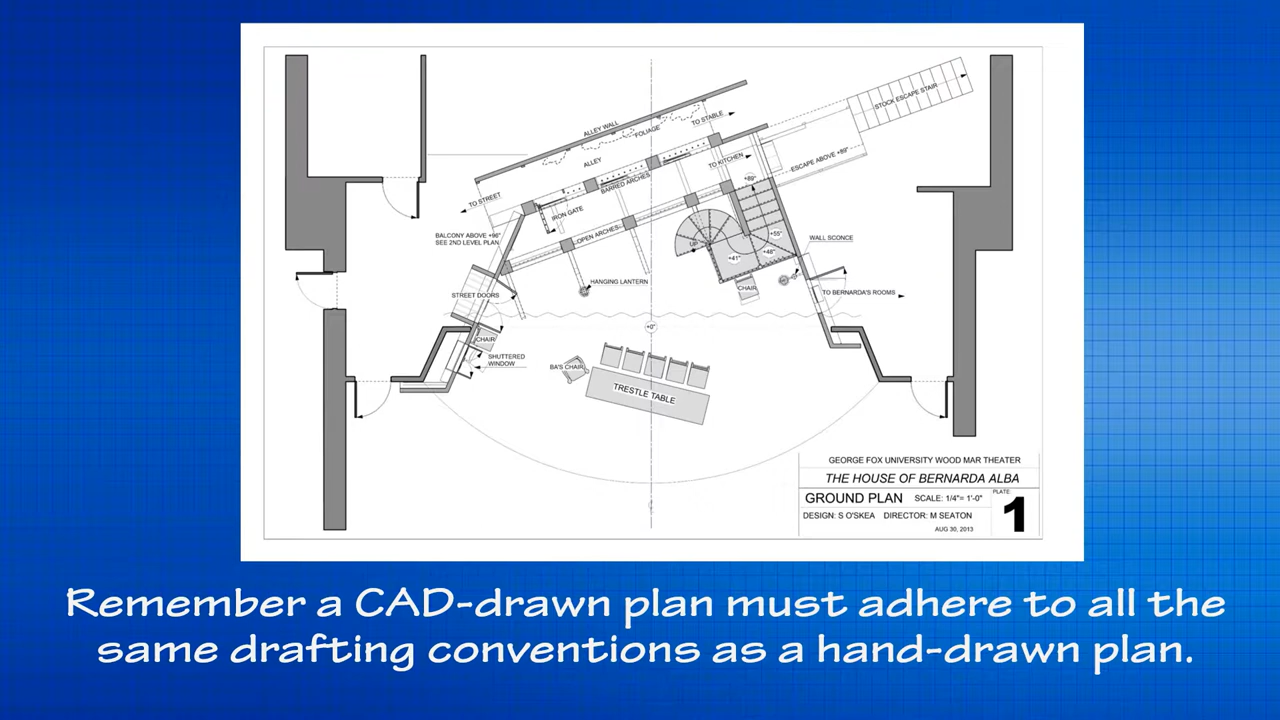 STOCK ESCAPE STAIR
ALLEY WALL
FOLIAGE
TO STABLE
ALLEY
TO KITCHEN
ESCAPE ABOVE +89"
+89"
BARRED ARCHES
TO STREET
IRON GATE
BALCONY ABOVE +96"
SEE 2ND LEVEL PLAN
OPEN ARCHES
UP
+55"
+48"
+41"
WALL SCONCE
HANGING LANTERN
CHAIR
TO BERNARDA'S ROOMS
STREET DOORS
+0"
CHAIR
SHUTTERED
WINDOW
BA'S CHAIR
TRESTLE TABLE
GEORGE FOX UNIVERSITY WOOD MAR THEATER
THE HOUSE OF BERNARDA ALBA
GROUND PLAN SCALE: 1/4"= 1'-0"
PLATE:
1
DESIGN: S O'SKEA DIRECTOR: M SEATON
AUG 30, 2013
Remember a CAD-drawn plan must adhere to all the
same drafting conventions as a hand-drawn plan.